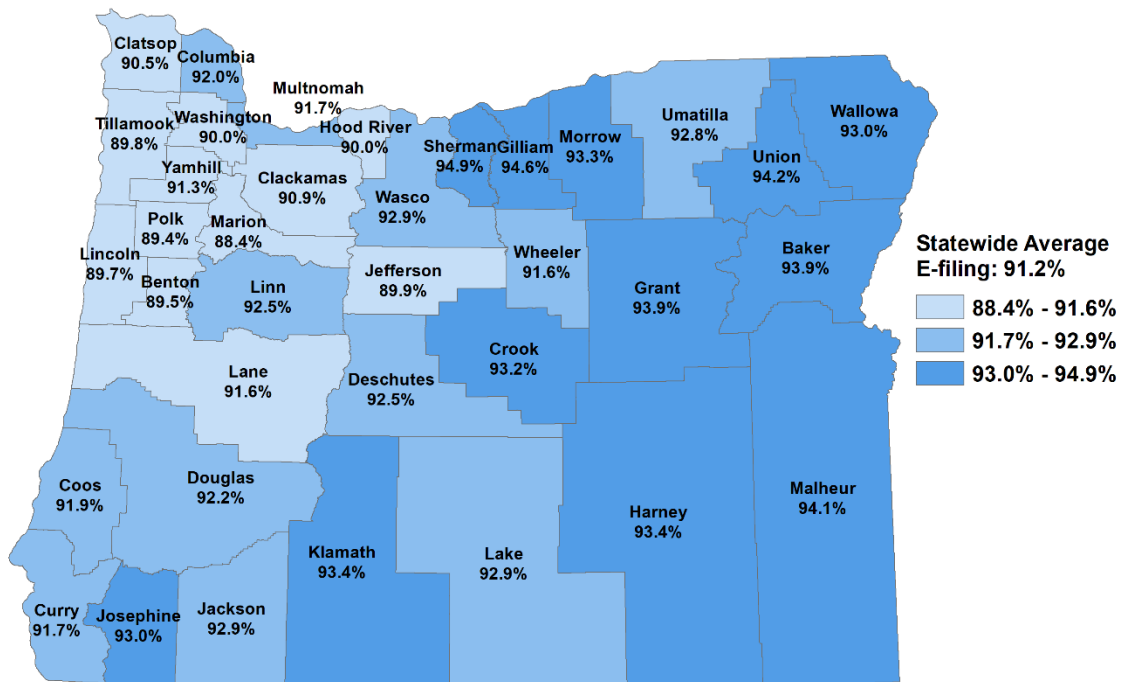 Clatsop
90.5%
Columbia
92.0%
Multnomah
91.7%
Tillamook
89.8%
Washington
90.0%
Hood River
90.0%
Sherman
94.9%
Gilliam
94.6%
Morrow
93.3%
Umatilla
92.8%
Wallowa
93.0%
Union
94.2%
Yamhill
91.3%
Clackamas
90.9%
Wasco
92.9%
Polk
89.4%
Marion
88.4%
Lincoln
89.7%
Benton
89.5%
Linn
92.5%
Jefferson
89.9%
Wheeler
91.6%
Grant
93.9%
Baker
93.9%
Statewide Average
E-filing: 91.2%
88.4% - 91.6%
91.7% - 92.9%
93.0% - 94.9%
Lane
91.6%
Deschutes
92.5%
Crook
93.2%
Coos
91.9%
Douglas
92.2%
Klamath
93.4%
Lake
92.9%
Harney
93.4%
Malheur
94.1%
Curry
91.7%
Josephine
93.0%
Jackson
92.9%